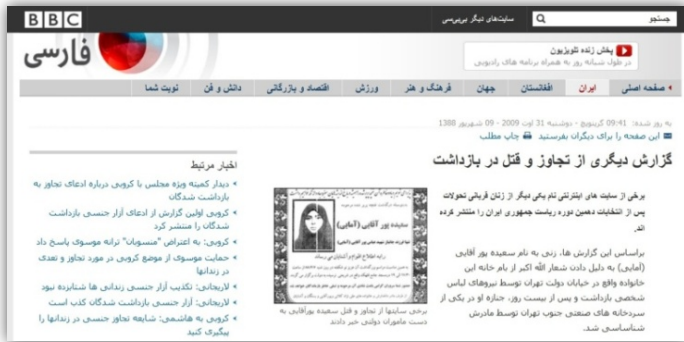 BBC
سایت‌های دیگر بی‌بی‌سی
جستجو
فارسی
پخش زنده تلویزیون
در طول شبانه روز به همراه برنامه های رادیویی
صفحه اصلی
ایران
افغانستان
جهان
فرهنگ و هنر
ورزش
اقتصاد و بازرگانی
دانش و فن
نوبت شما
به روز شده: 09:41 گرینویچ - دوشنبه 31 اوت 2009 - 09 شهریور 1388
این صفحه را برای دیگران بفرستید چاپ مطلب
گزارش دیگری از تجاوز و قتل در بازداشت
برخی از سایت های اینترنتی نام یکی دیگر از زنان قربانی تحولات
پس از انتخابات دهمین دوره ریاست جمهوری ایران را منتشر کرده
اند.
براساس این گزارش ها، زنی به نام سعیده پور آقایی
(آمایی) به دلیل دادن شعار الله اکبر از بام خانه این
خانواده واقع در خیابان دولت تهران توسط نیروهای لباس
شخصی بازداشت و پس از بیست روز، جنازه او در یکی از
سردخانه های صنعتی جنوب تهران توسط مادرش
شناسایی شد.
سعیده پور آقایی (آمایی)
برخی سایتها از تجاوز و قتل سعیده پورآقایی به
دست ماموران دولتی خبر دادند
اخبار مرتبط
دیدار کمیته ویژه مجلس با کروبی درباره ادعای تجاوز به
بازداشت شدگان
کروبی اولین گزارش از ادعای آزار جنسی بازداشت
شدگان را منتشر کرد
کروبی: به اعتراض "منسوبان" ترانه موسوی پاسخ داد
حمایت موسوی از موضع کروبی در مورد تجاوز و تعدی
در زندانها
لاریجانی: تکذیب آزار جنسی زندانی ها شتابزده نبود
لاریجانی: آزار جنسی بازداشت شدگان کذب است
کروبی به هاشمی: شایعه تجاوز جنسی در زندانها را
پیگیری کنید